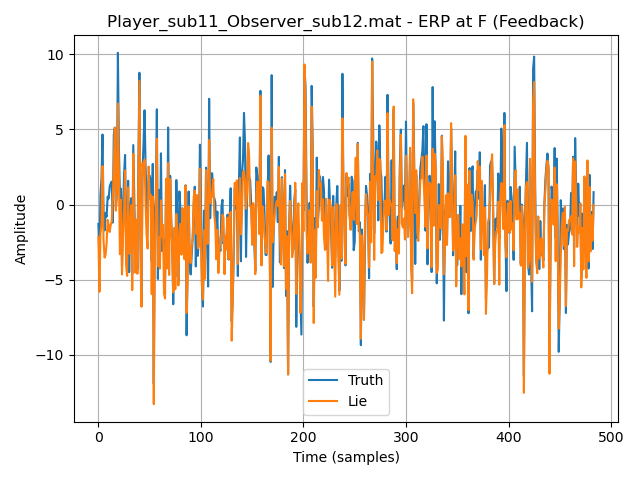 Player_sub11_Observer_sub12.mat - ERP at F (Feedback)
Amplitude
10
5
0
−5
−10
Truth
Lie
0 100 200 300 400 500
Time (samples)